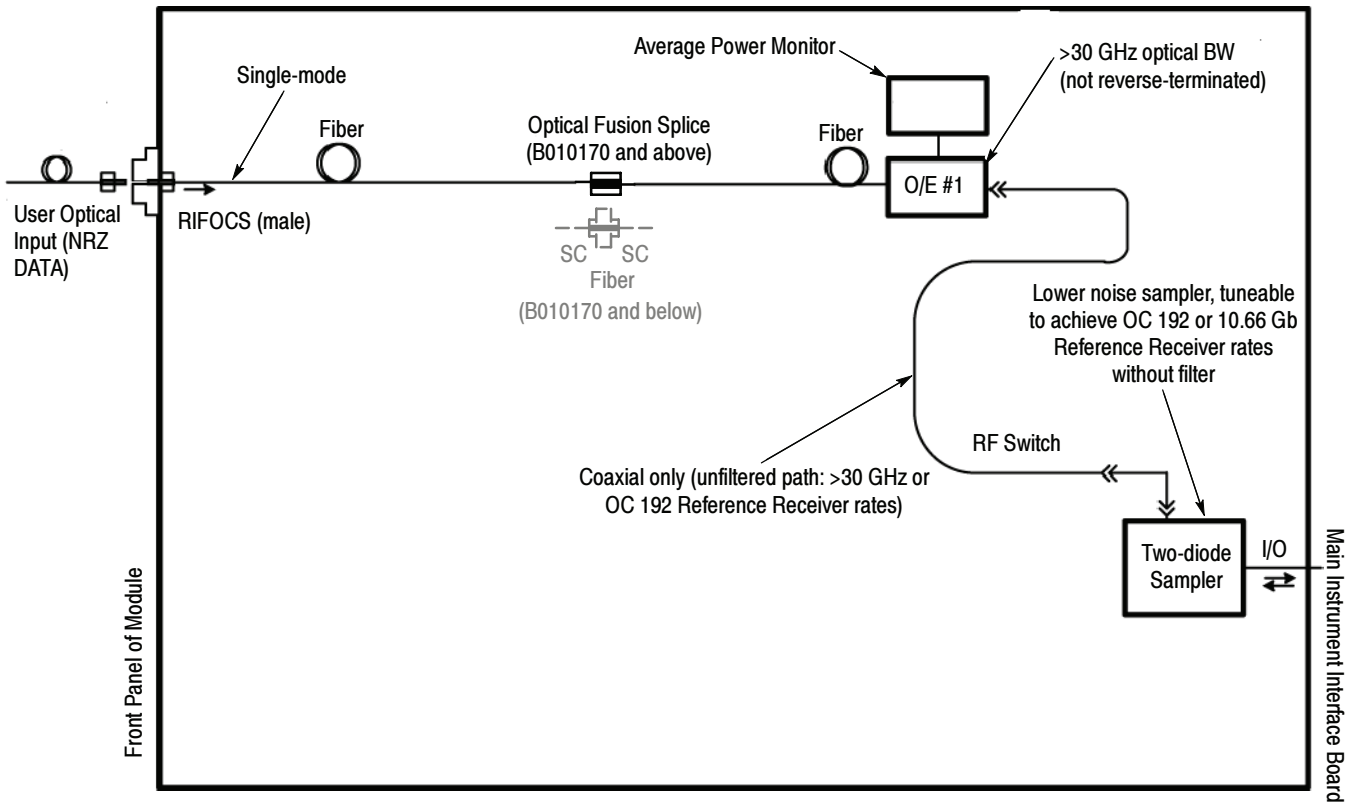 Average Power Monitor
>30 GHz optical BW
(not reverse-terminated)
Single-mode
Fiber
Optical Fusion Splice
(B010170 and above)
Fiber
O/E #1
User Optical
Input (NRZ
DATA)
RIFOCS (male)
SC SC
Fiber
(B010170 and below)
Lower noise sampler, tuneable
to achieve OC 192 or 10.66 Gb
Reference Receiver rates
without filter
RF Switch
Coaxial only (unfiltered path: >30 GHz or
OC 192 Reference Receiver rates)
Two-diode
Sampler
I/O
Front Panel of Module
Main Instrument Interface Board